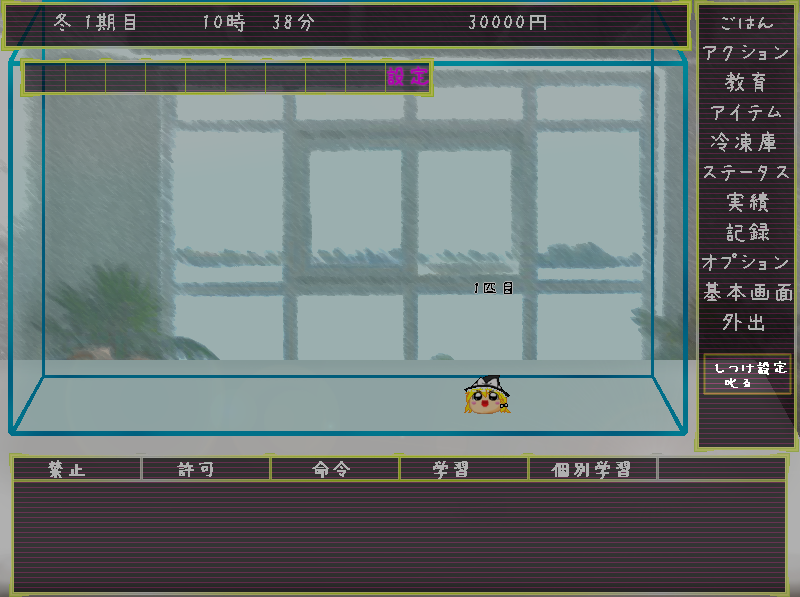 冬 1期目 10時 38分 30000円
設定
ごはん
アクション
教育
アイテム
冷凍庫
ステータス
実績
記録
オプション
基本画面
外出
しつけ設定
叱る
1匹目
禁止 許可 命令 学習 個別学習